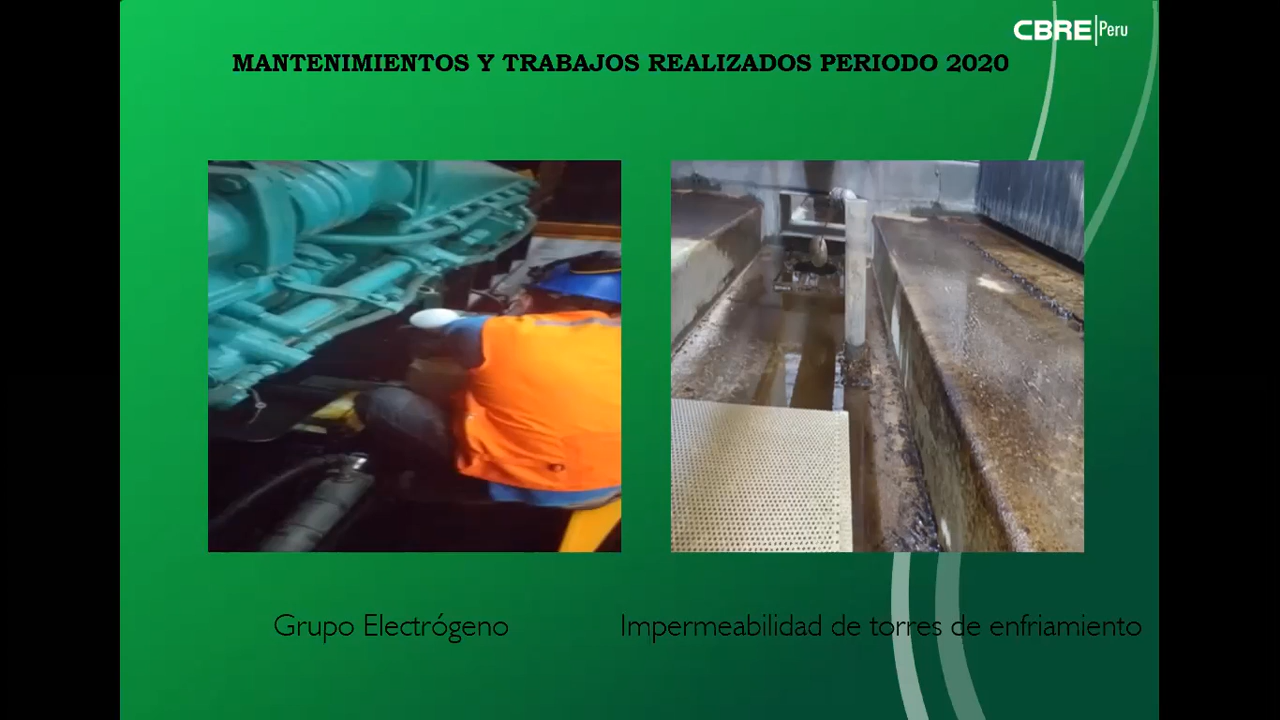 CBRE Peru
MANTENIMIENTOS Y TRABAJOS REALIZADOS PERIODO 2020
Grupo Electrógeno
Impermeabilidad de torres de enfriamiento